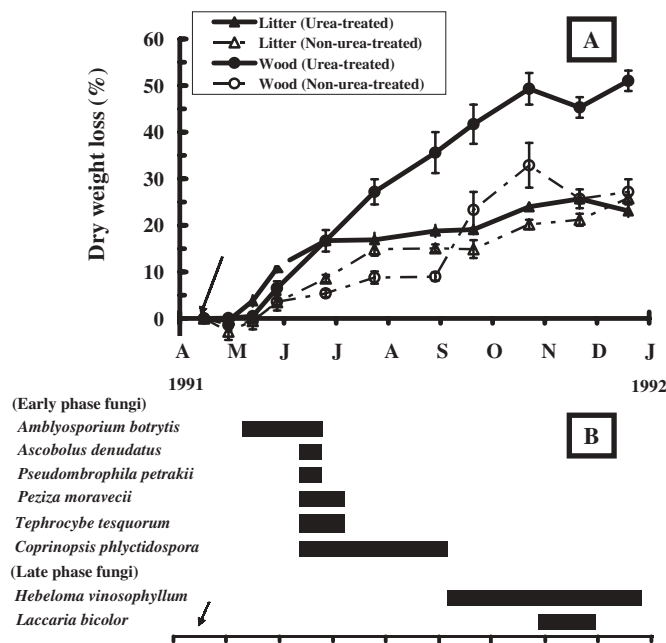 Litter (Urea-treated)
Litter (Non-urea-treated)
Wood (Urea-treated)
Wood (Non-urea-treated)
A
Dry weight loss (%)
60
50
40
30
20
10
0
A M J J A S O N D J
1991 1992
(Early phase fungi)
B
Amblyosporium botrytis
Ascobolus denudatus
Pseudombrophila petrakii
Peziza moravecii
Tephrocybe tesquorum
Coprinopsis phlyctidospora
(Late phase fungi)
Hebeloma vinosophyllum
Laccaria bicolor